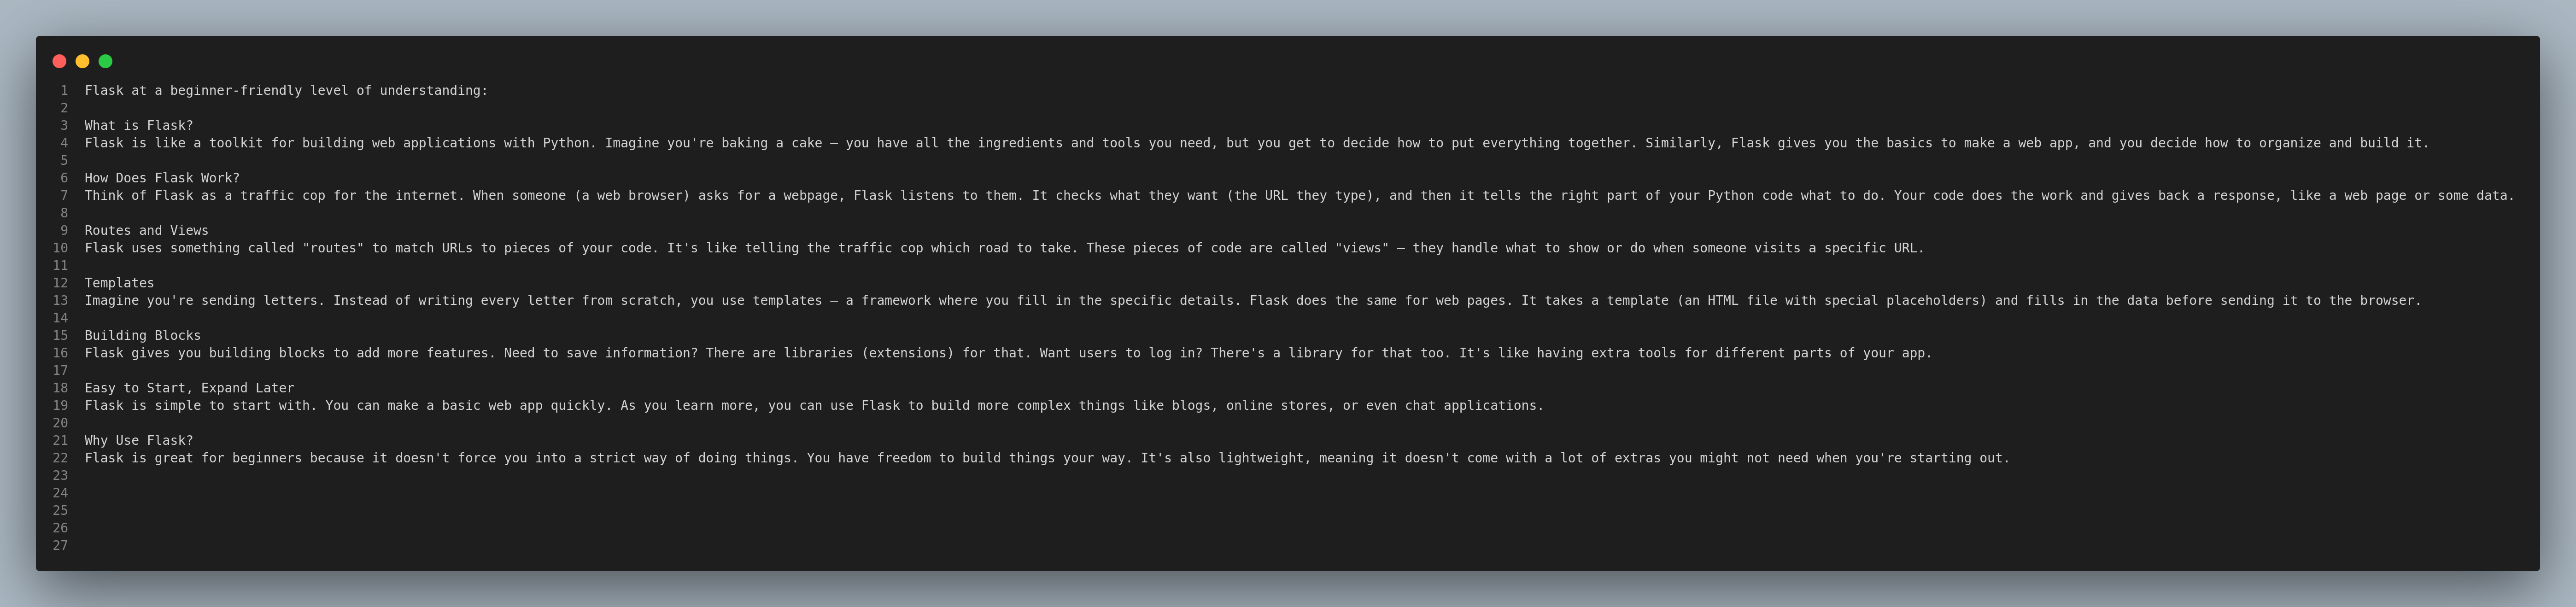 1 Flask at a beginner-friendly level of understanding:
2
3 What is Flask?
4 Flask is like a toolkit for building web applications with Python. Imagine you're baking a cake — you have all the ingredients and tools you need, but you get to decide how to put everything together. Similarly, Flask gives you the basics to make a web app, and you decide how to organize and build it.
5
6 How Does Flask Work?
7 Think of Flask as a traffic cop for the internet. When someone (a web browser) asks for a webpage, Flask listens to them. It checks what they want (the URL they type), and then it tells the right part of your Python code what to do. Your code does the work and gives back a response, like a web page or some data.
8
9 Routes and Views
10 Flask uses something called "routes" to match URLs to pieces of your code. It's like telling the traffic cop which road to take. These pieces of code are called "views" — they handle what to show or do when someone visits a specific URL.
11
12 Templates
13 Imagine you're sending letters. Instead of writing every letter from scratch, you use templates — a framework where you fill in the specific details. Flask does the same for web pages. It takes a template (an HTML file with special placeholders) and fills in the data before sending it to the browser.
14
15 Building Blocks
16 Flask gives you building blocks to add more features. Need to save information? There are libraries (extensions) for that. Want users to log in? There's a library for that too. It's like having extra tools for different parts of your app.
17
18 Easy to Start, Expand Later
19 Flask is simple to start with. You can make a basic web app quickly. As you learn more, you can use Flask to build more complex things like blogs, online stores, or even chat applications.
20
21 Why Use Flask?
22 Flask is great for beginners because it doesn't force you into a strict way of doing things. You have freedom to build things your way. It's also lightweight, meaning it doesn't come with a lot of extras you might not need when you're starting out.
23
24
25
26
27